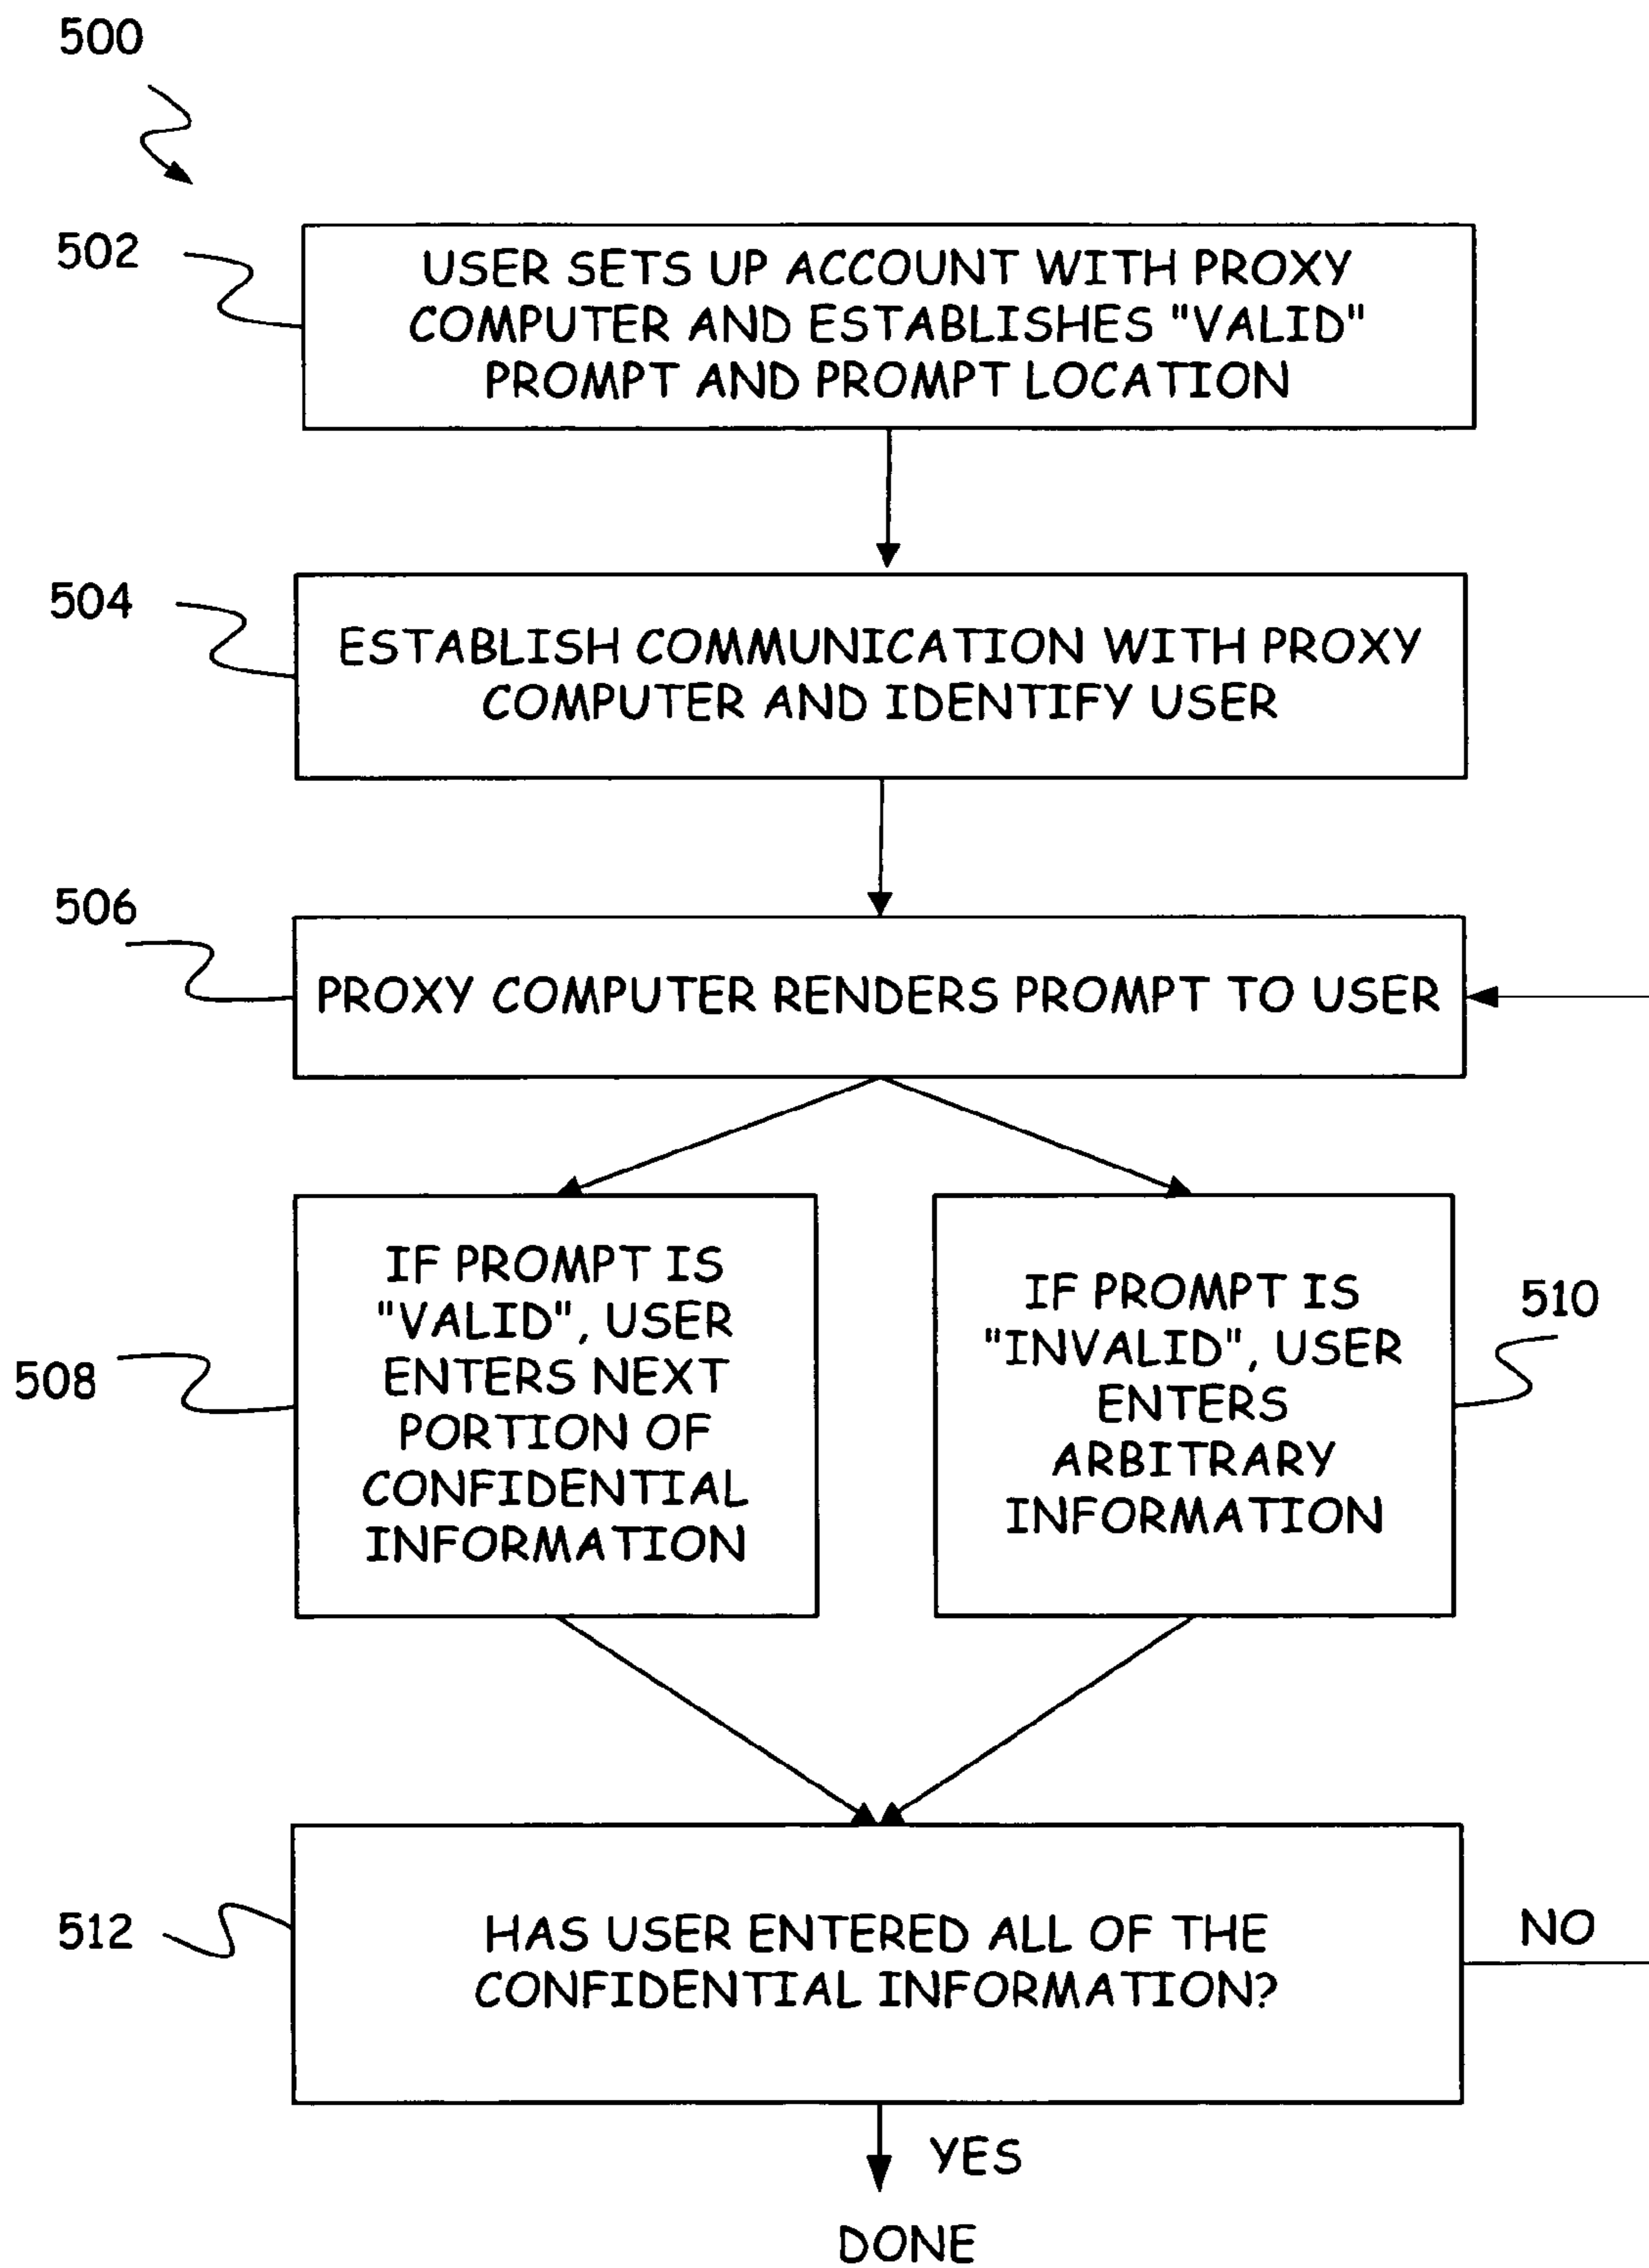 500
502
USER SETS UP ACCOUNT WITH PROXY
COMPUTER AND ESTABLISHES "VALID"
PROMPT AND PROMPT LOCATION
504
ESTABLISH COMMUNICATION WITH PROXY
COMPUTER AND IDENTIFY USER
506
PROXY COMPUTER RENDERS PROMPT TO USER
508
IF PROMPT IS
"VALID", USER
ENTERS NEXT
PORTION OF
CONFIDENTIAL
INFORMATION
IF PROMPT IS
"INVALID", USER
ENTERS
ARBITRARY
INFORMATION
510
512
HAS USER ENTERED ALL OF THE
CONFIDENTIAL INFORMATION?
NO
YES
DONE